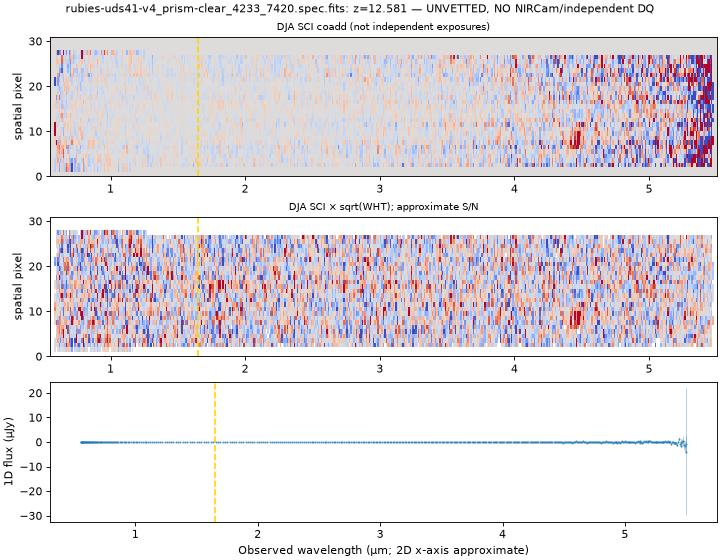 rubies-uds41-v4_prism-clear_4233_7420.spec.fits: z=12.581 — UNVETTED, NO NIRCam/independent DQ
DJA SCI coadd (not independent exposures)
spatial pixel
30
20
10
0
1 2 3 4 5
DJA SCI × sqrt(WHT); approximate S/N
spatial pixel
30
20
10
0
1 2 3 4 5
1D flux (μJy)
20
10
0
−10
−20
−30
1 2 3 4 5
Observed wavelength (μm; 2D x-axis approximate)